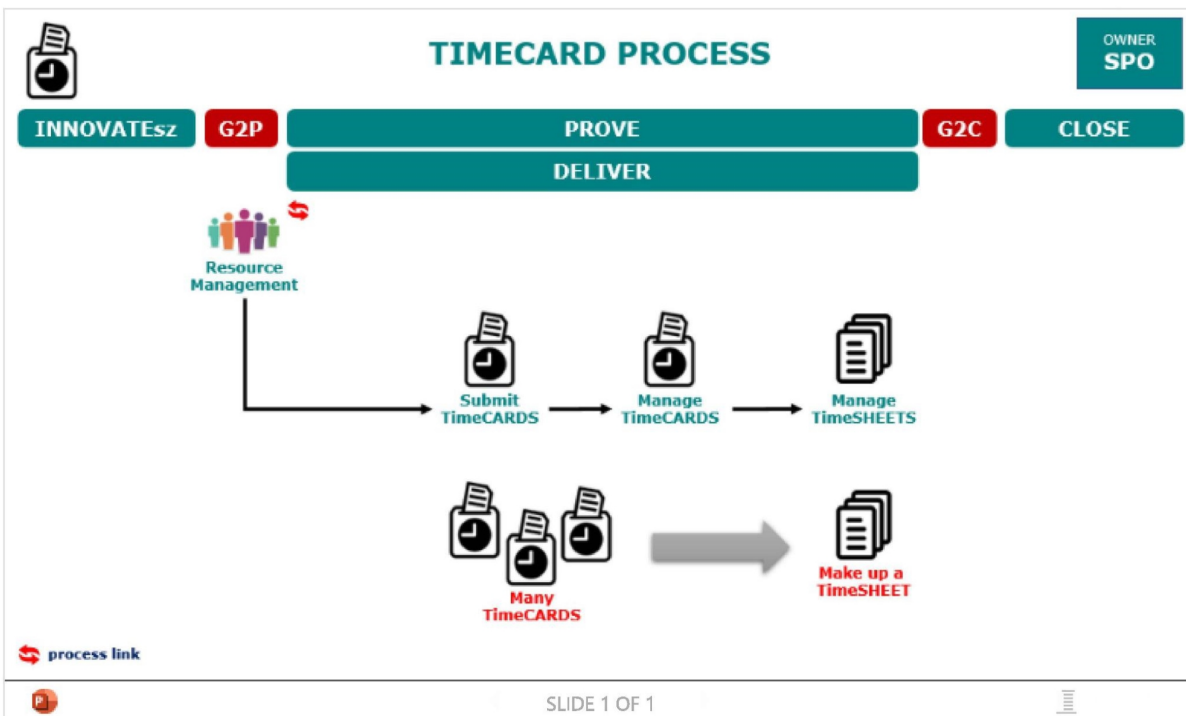 TIMECARD PROCESS
OWNER
SPO
INNOVATEsz
G2P
PROVE
G2C
CLOSE
DELIVER
Resource
Management
Submit
TimeCARDS
Manage
TimeCARDS
Manage
TimeSHEETS
Many
TimeCARDS
Make up a
TimeSHEET
process link
P
SLIDE 1 OF 1